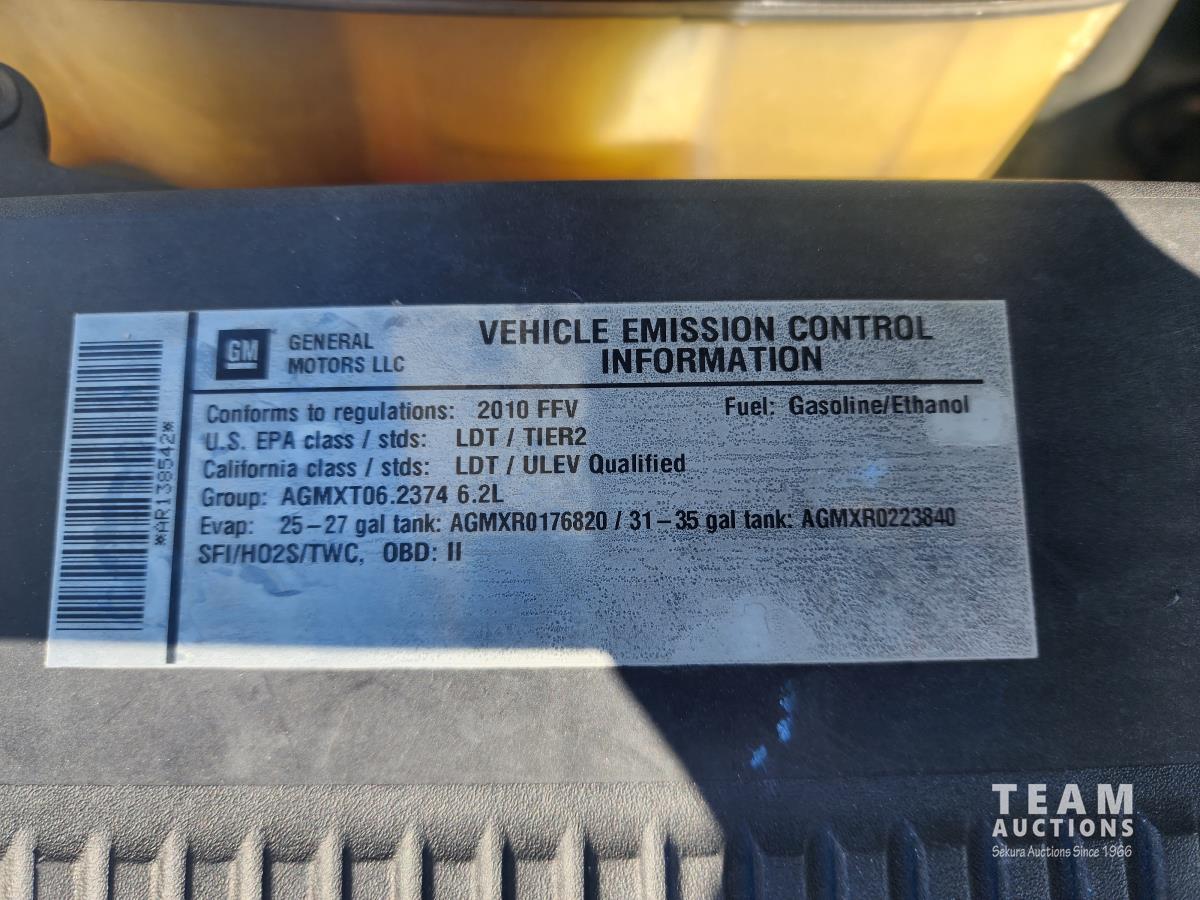 GM
GENERAL
MOTORS LLC
VEHICLE EMISSION CONTROL
INFORMATION
Conforms to regulations: 2010 FFV
Fuel: Gasoline/Ethanol
U.S. EPA class / stds: LDT / TIER2
California class / stds: LDT / ULEV Qualified
Group: AGMXT06.2374 6.2L
Evap: 25-27 gal tank: AGMXR0176820 / 31-35 gal tank: AGMXR0223840
SFI/HO2S/TWC, OBD: II
*AR138542*
TEAM
AUCTIONS
Sekura Auctions Since 1966